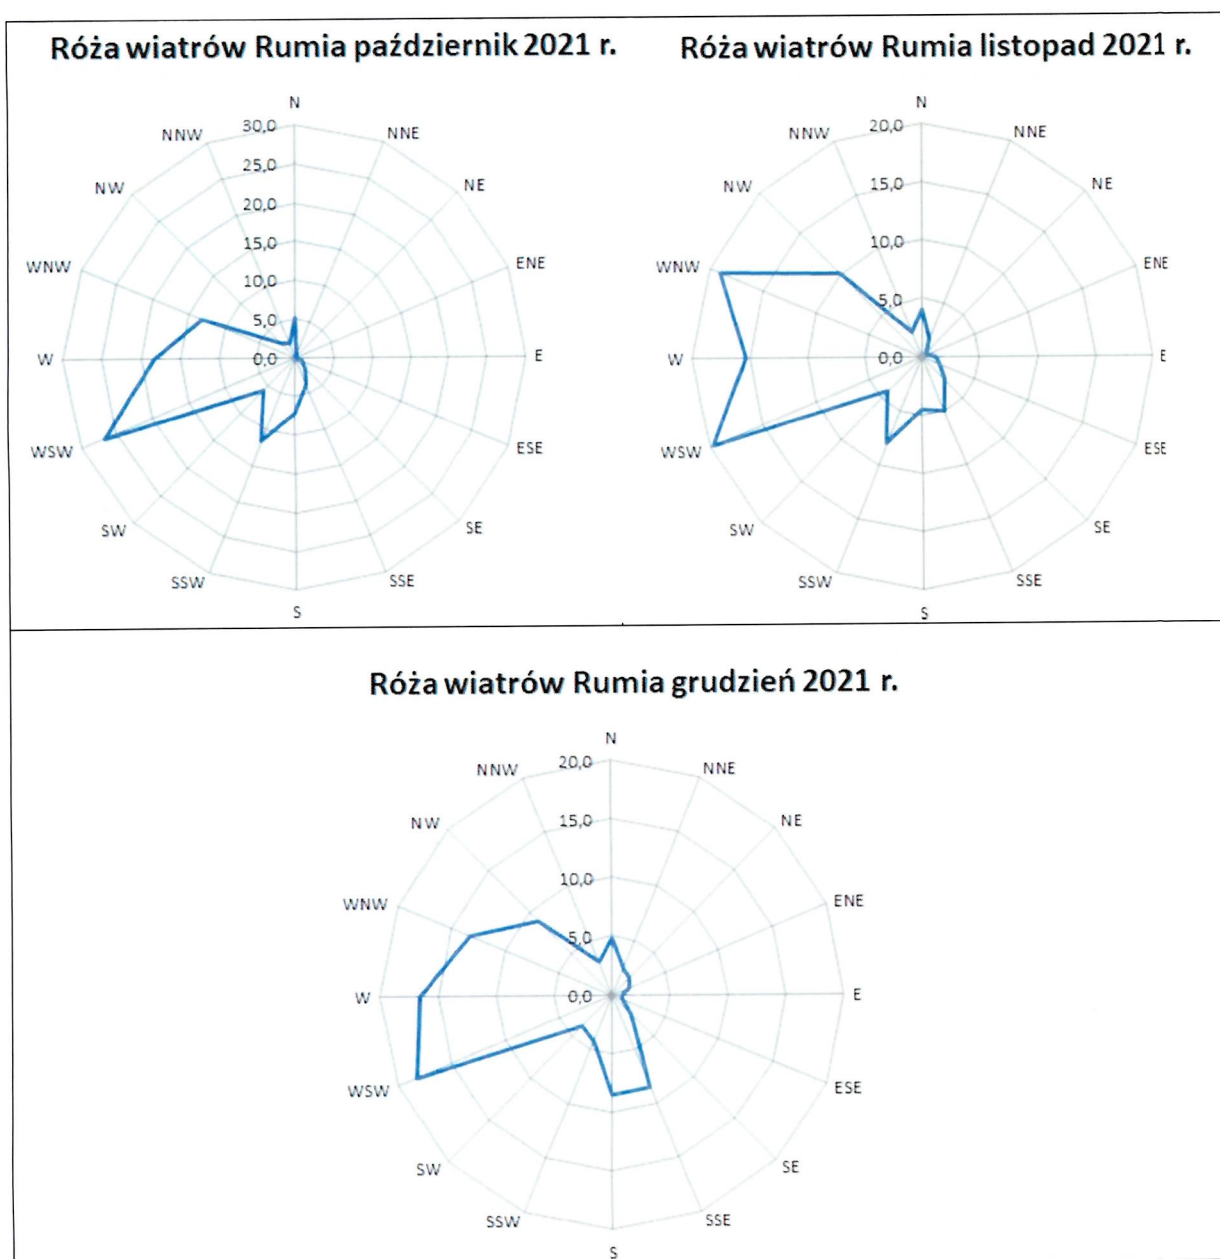 Róża wiatrów Rumia październik 2021 r.
N
NNE
NE
ENE
E
ESE
SE
SSE
S
SSW
SW
WSW
W
WNW
NW
NNW
30,0
25,0
20,0
15,0
10,0
5,0
0,0
Róża wiatrów Rumia listopad 2021 r.
N
NNE
NE
ENE
E
ESE
SE
SSE
S
SSW
SW
WSW
W
WNW
NW
NNW
20,0
15,0
10,0
5,0
0,0
Róża wiatrów Rumia grudzień 2021 r.
N
NNE
NE
ENE
E
ESE
SE
SSE
S
SSW
SW
WSW
W
WNW
NW
NNW
20,0
15,0
10,0
5,0
0,0